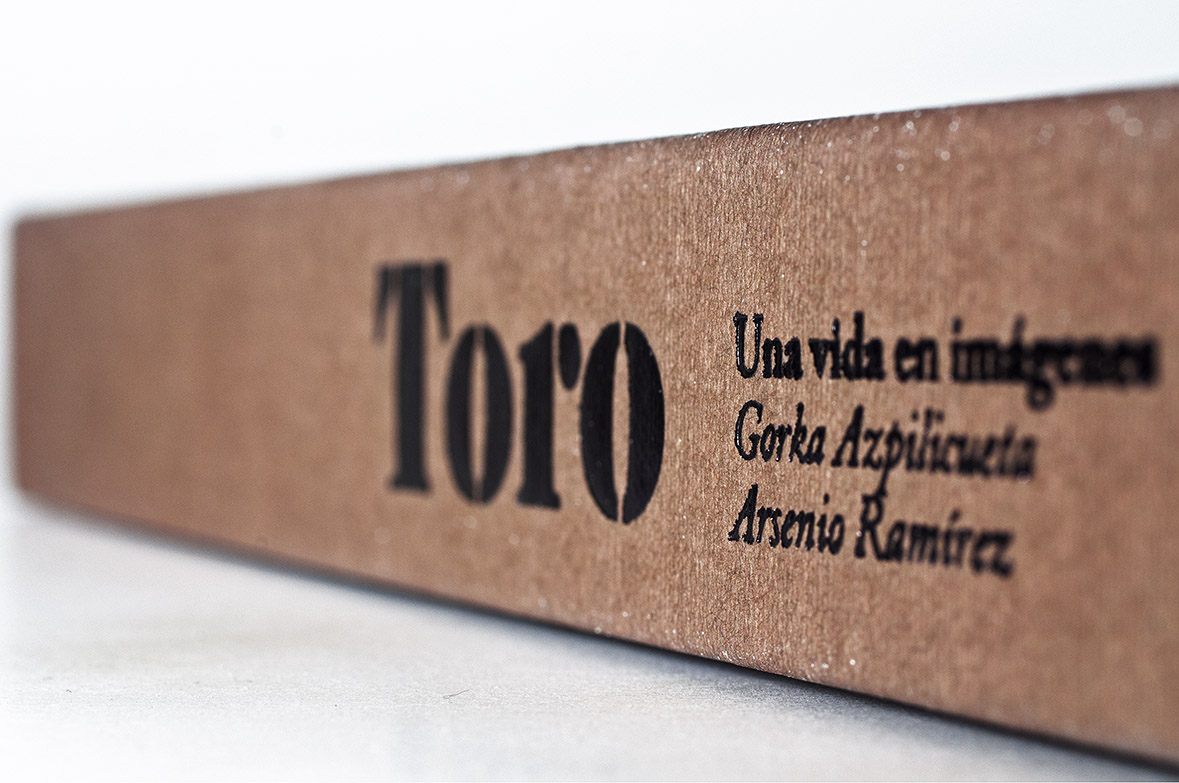 Toro
Una vida en imágenes
Gorka Azpilicueta
Arsenio Ramírez